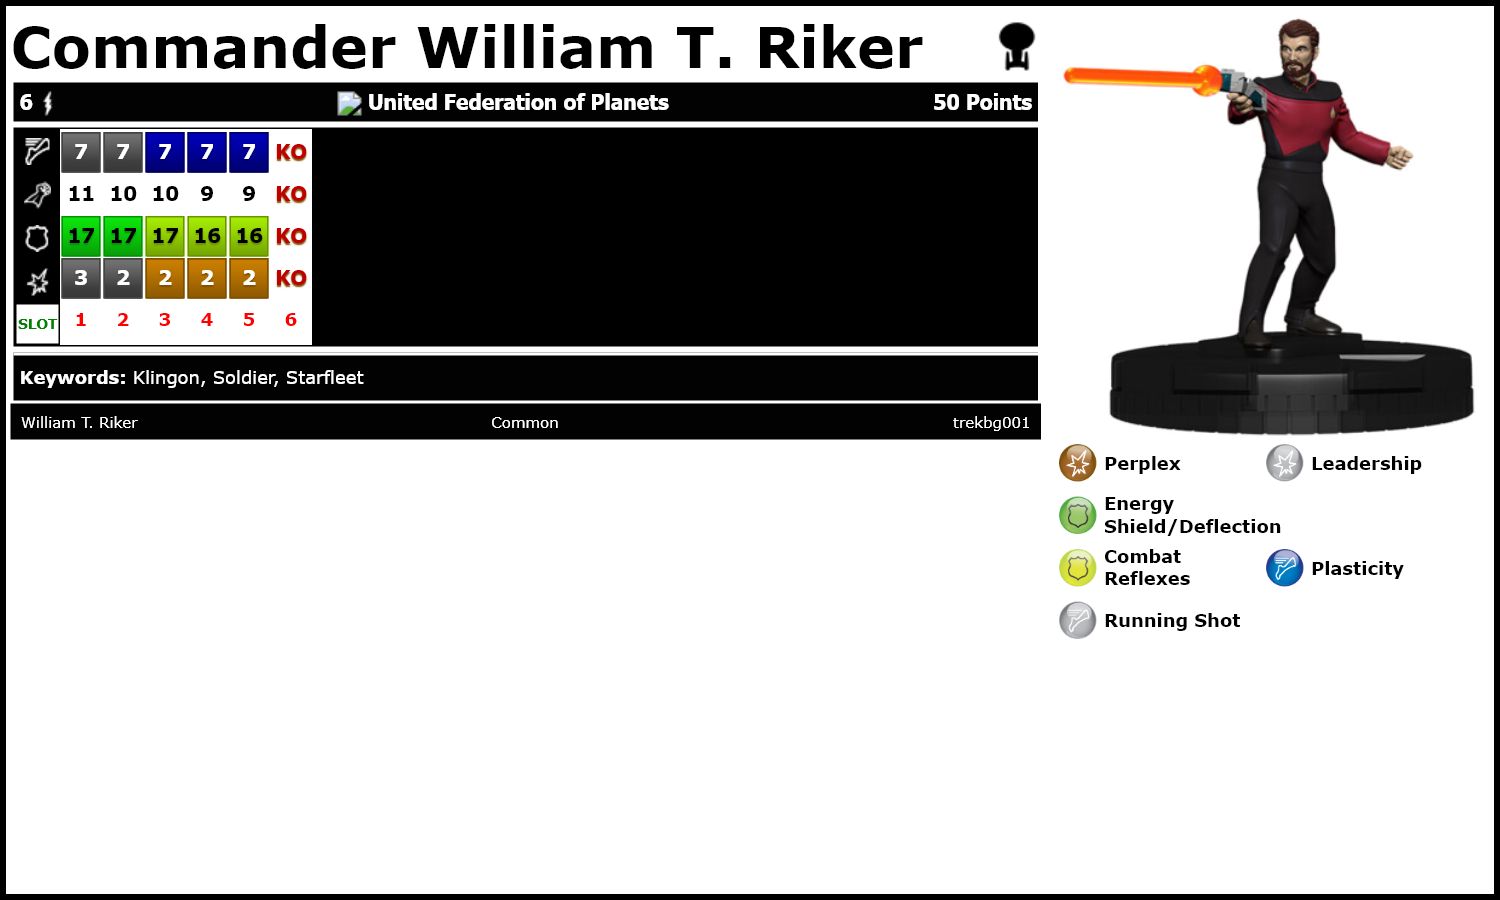 Commander William T. Riker
6 United Federation of Planets 50 Points
7 7 7 7 7 KO
11 10 10 9 9 KO
17 17 17 16 16 KO
3 2 2 2 2 KO
SLOT 1 2 3 4 5 6
Keywords: Klingon, Soldier, Starfleet
William T. Riker Common trekbg001
Perplex Leadership
Energy
Shield/Deflection
Combat
Reflexes
Plasticity
Running Shot